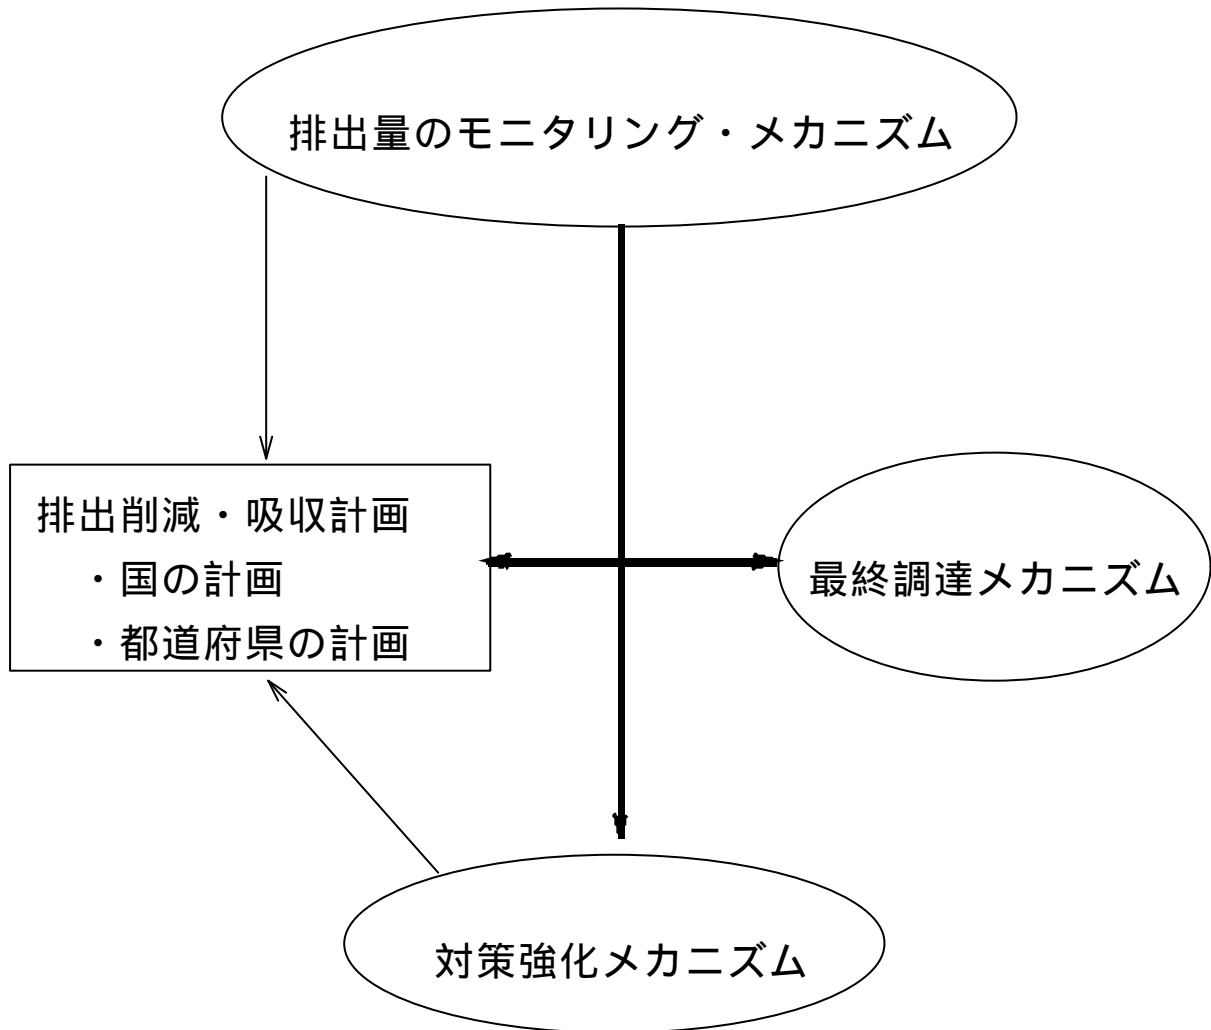 排出量のモニタリング・メカニズム
排出削減・吸収計画
・国の計画
・都道府県の計画
最終調達メカニズム
対策強化メカニズム